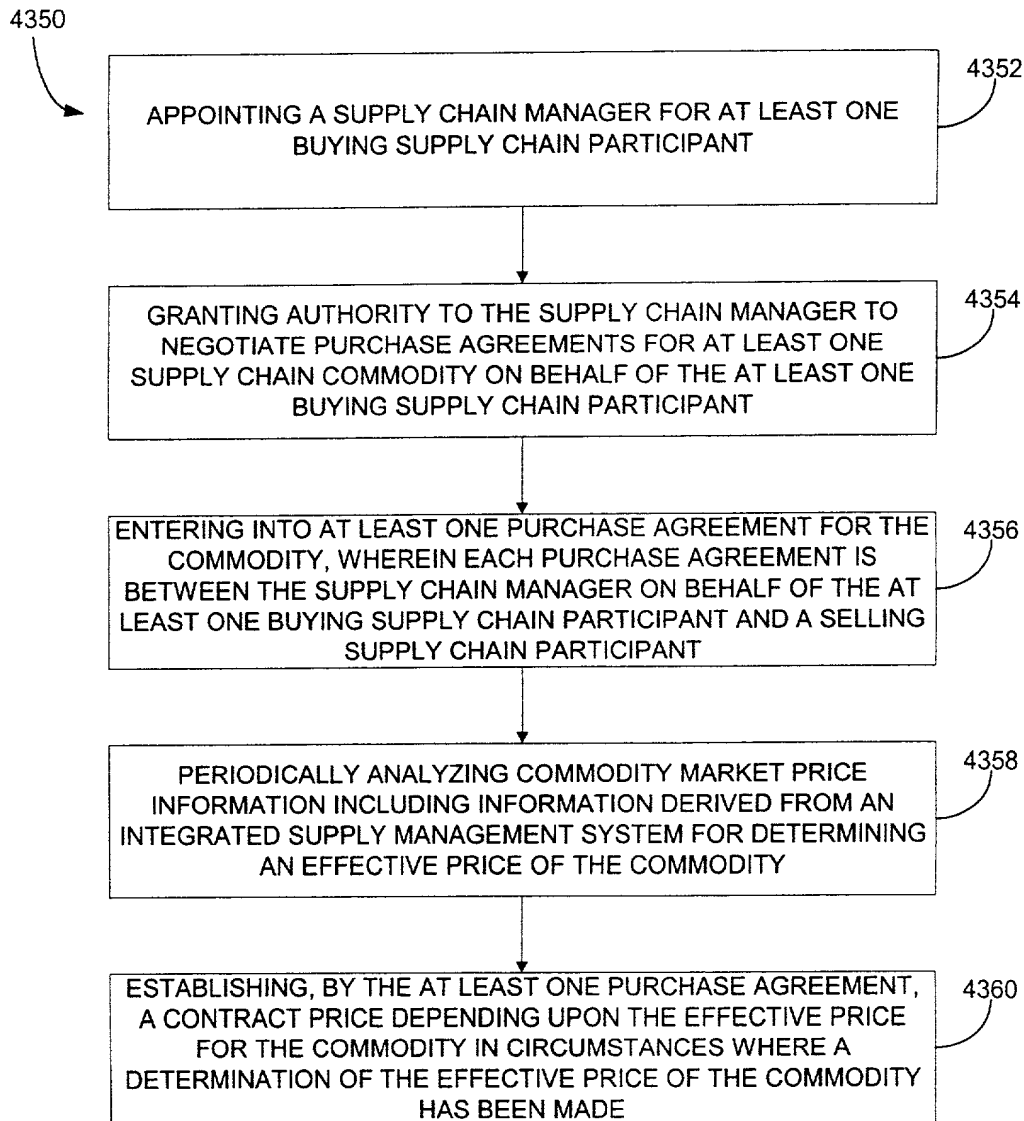 4350
4352
APPOINTING A SUPPLY CHAIN MANAGER FOR AT LEAST ONE
BUYING SUPPLY CHAIN PARTICIPANT
4354
GRANTING AUTHORITY TO THE SUPPLY CHAIN MANAGER TO
NEGOTIATE PURCHASE AGREEMENTS FOR AT LEAST ONE
SUPPLY CHAIN COMMODITY ON BEHALF OF THE AT LEAST ONE
BUYING SUPPLY CHAIN PARTICIPANT
4356
ENTERING INTO AT LEAST ONE PURCHASE AGREEMENT FOR THE
COMMODITY, WHEREIN EACH PURCHASE AGREEMENT IS
BETWEEN THE SUPPLY CHAIN MANAGER ON BEHALF OF THE AT
LEAST ONE BUYING SUPPLY CHAIN PARTICIPANT AND A SELLING
SUPPLY CHAIN PARTICIPANT
4358
PERIODICALLY ANALYZING COMMODITY MARKET PRICE
INFORMATION INCLUDING INFORMATION DERIVED FROM AN
INTEGRATED SUPPLY MANAGEMENT SYSTEM FOR DETERMINING
AN EFFECTIVE PRICE OF THE COMMODITY
4360
ESTABLISHING, BY THE AT LEAST ONE PURCHASE AGREEMENT,
A CONTRACT PRICE DEPENDING UPON THE EFFECTIVE PRICE
FOR THE COMMODITY IN CIRCUMSTANCES WHERE A
DETERMINATION OF THE EFFECTIVE PRICE OF THE COMMODITY
HAS BEEN MADE